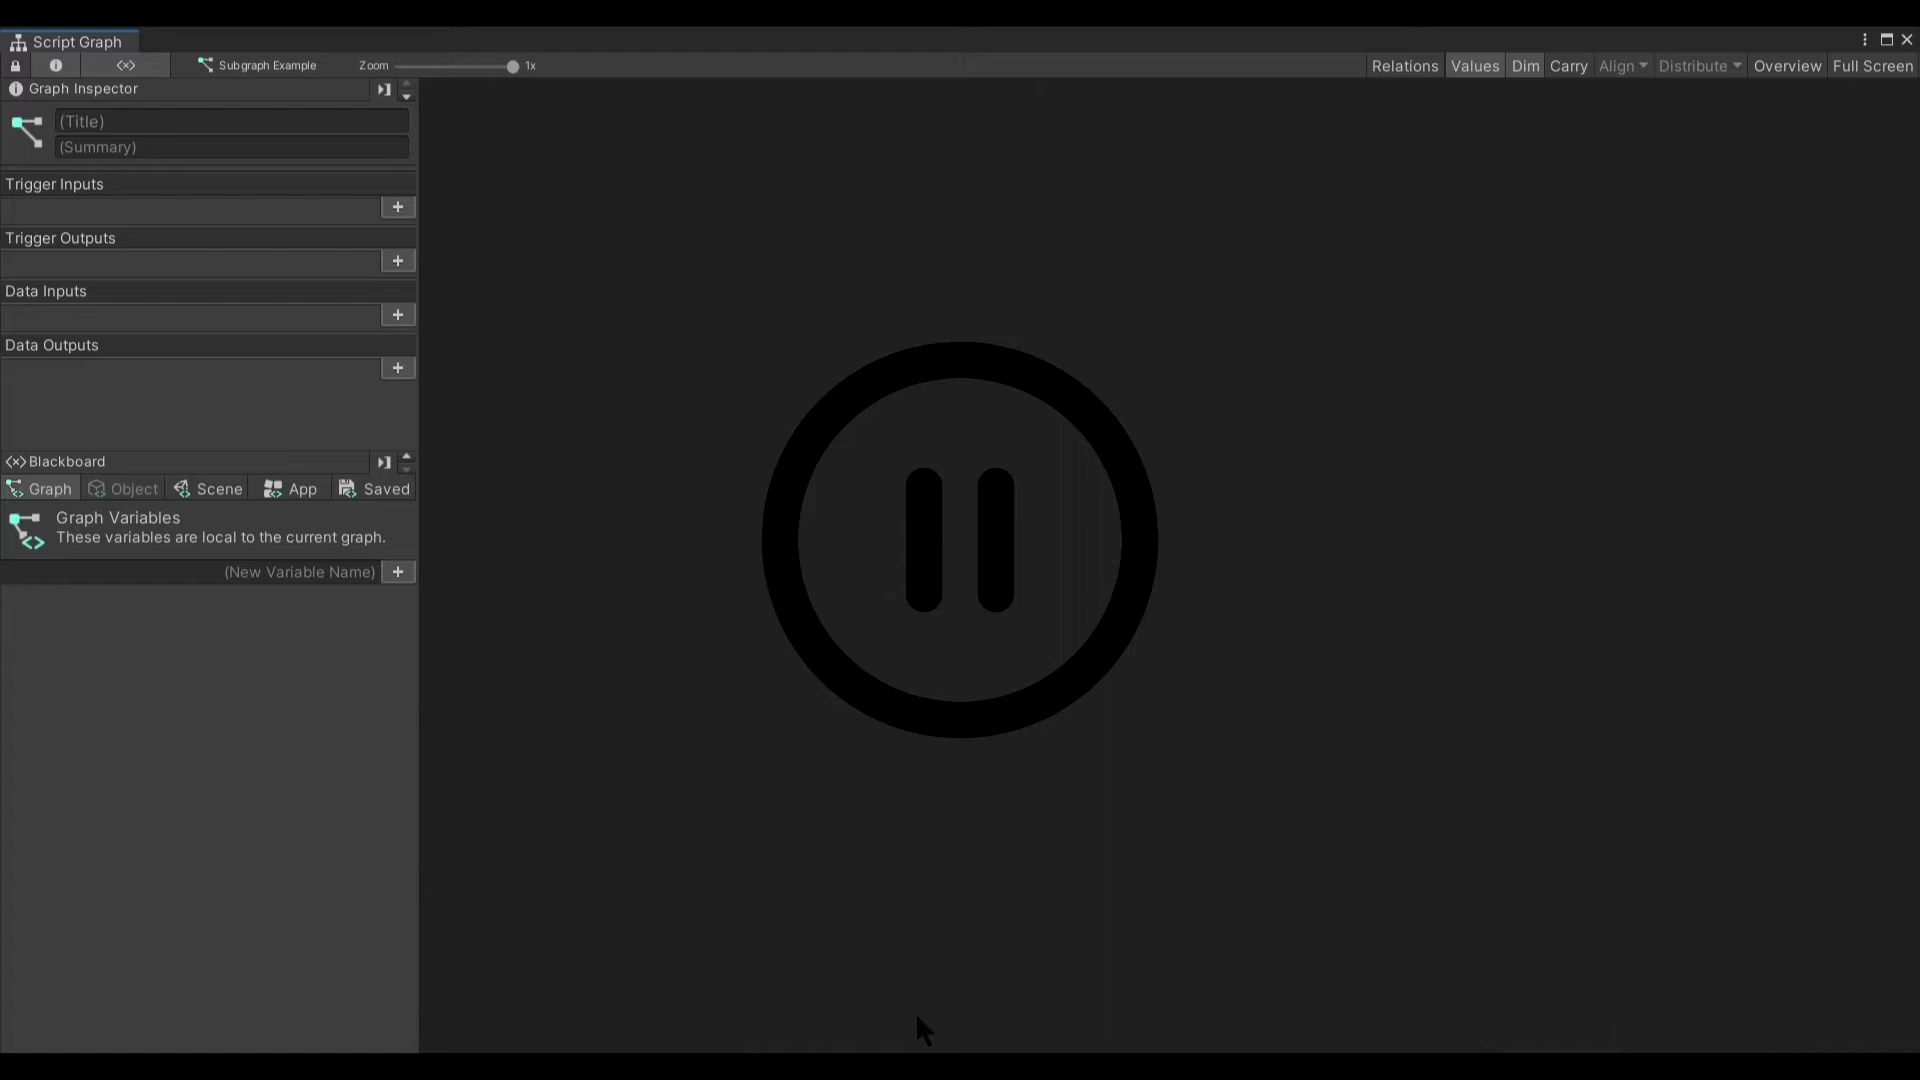 Script Graph
Subgraph Example Zoom 1x Relations Values Dim Carry Align Distribute Overview Full Screen
Graph Inspector
(Title)
(Summary)
Trigger Inputs
+
Trigger Outputs
+
Data Inputs
+
Data Outputs
+
Blackboard
Graph Object Scene App Saved
Graph Variables
These variables are local to the current graph.
(New Variable Name) +